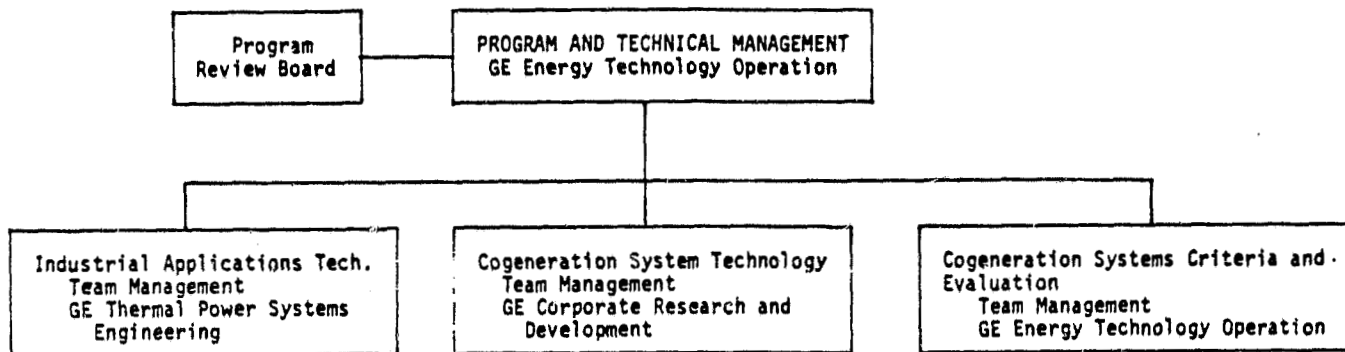 Program
Review Board
PROGRAM AND TECHNICAL MANAGEMENT
GE Energy Technology Operation
Industrial Applications Tech.
Team Management
GE Thermal Power Systems
Engineering
Cogeneration System Technology
Team Management
GE Corporate Research and
Development
Cogeneration Systems Criteria and
Evaluation
Team Management
GE Energy Technology Operation